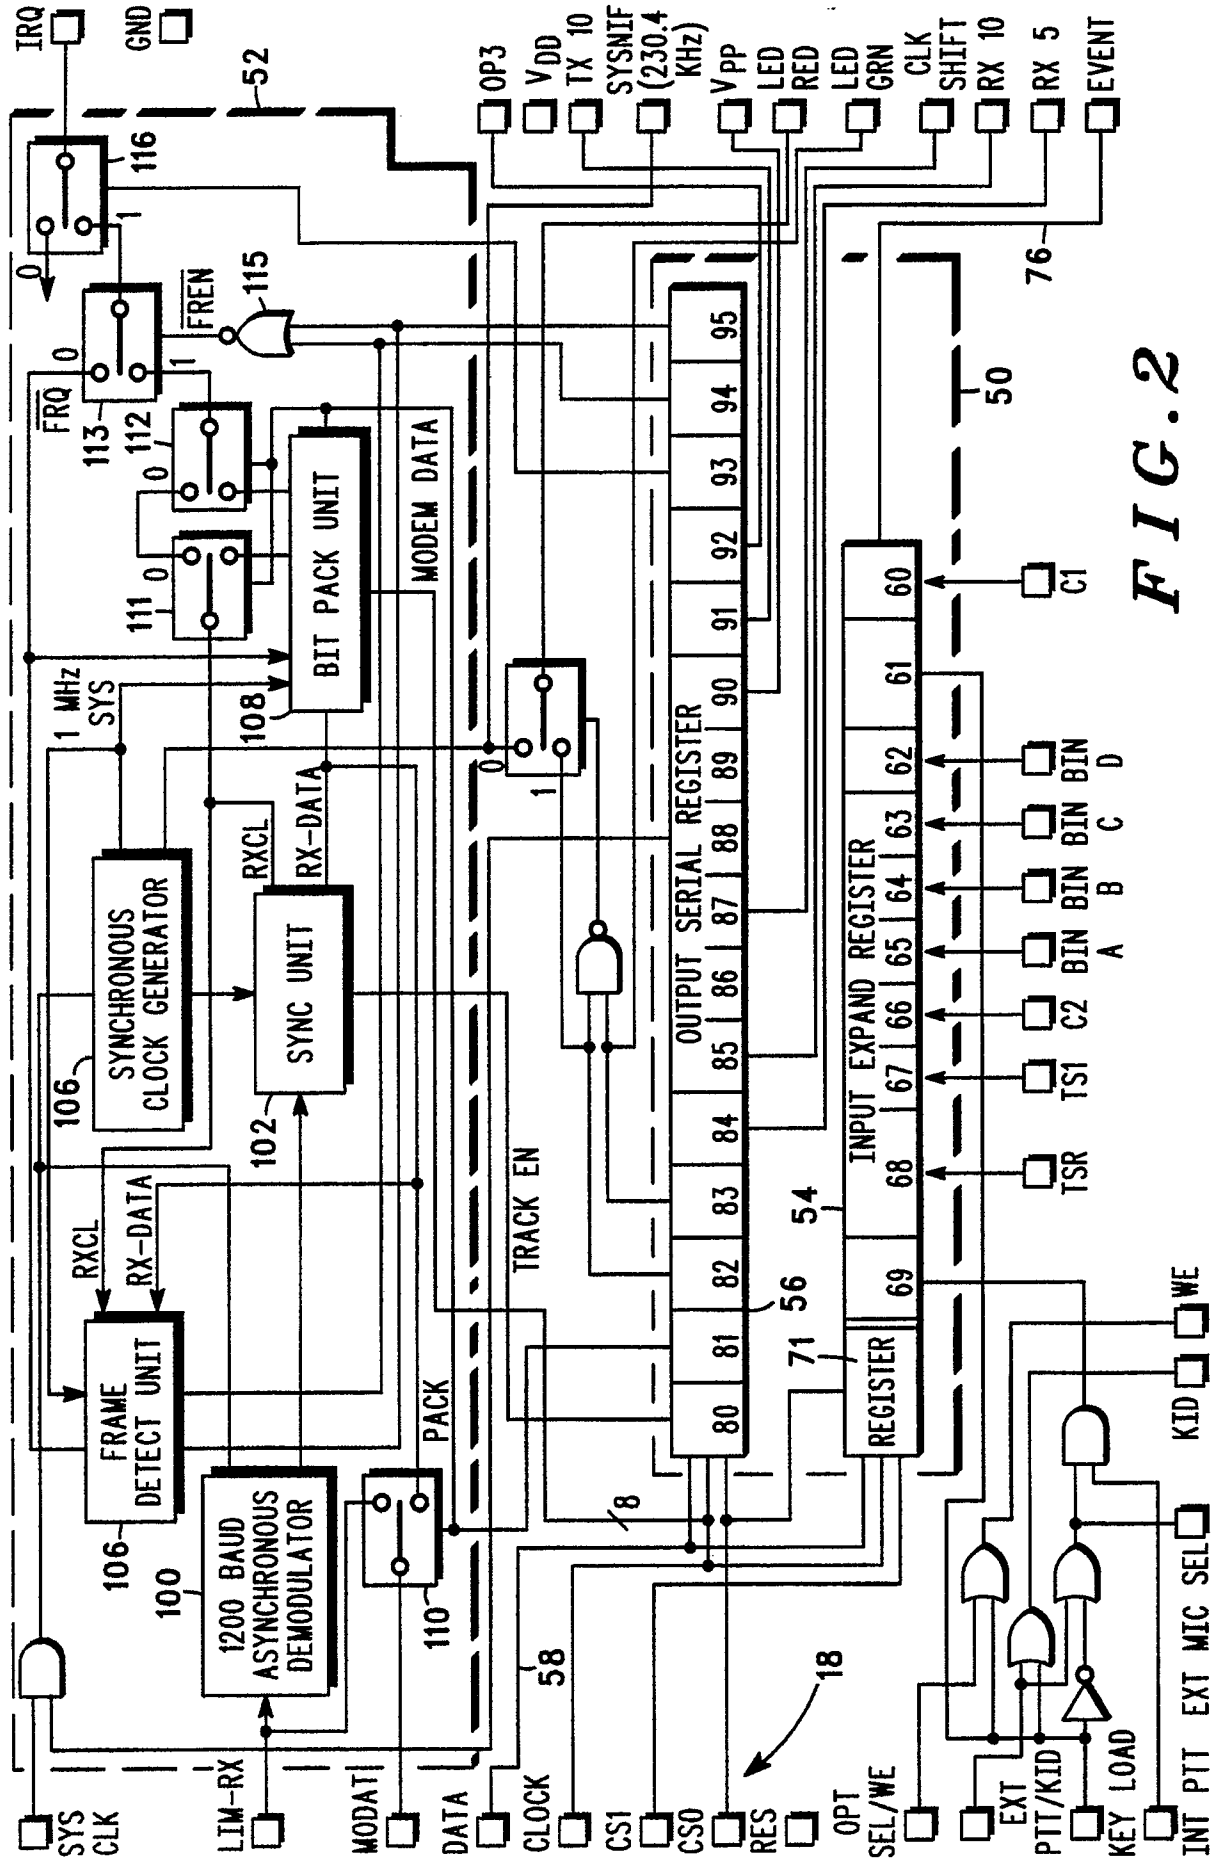 SYS
CLK
LIM-RX
MODAT
DATA
CLOCK
CS1
CS0
RES
OPT
SEL/WE
EXT
PTT/KID
KEY LOAD
INT PTT
EXT MIC SEL
KID
WE
IRQ
GND
52
116
0
1
FRQ
0
1
113
FREN
115
112
0
111
0
1 MHz
SYS
108
BIT PACK UNIT
MODEM DATA
106
SYNCHRONOUS
CLOCK GENERATOR
RXCL
RX-DATA
102
SYNC UNIT
RXCL
RX-DATA
106
FRAME
DETECT UNIT
100
1200 BAUD
ASYNCHRONOUS
DEMODULATOR
110
PACK
TRACK EN
0
1
8
58
18
OP3
VDD
TX 10
SYSNIF
(230.4
KHz)
VPP
LED
RED
LED
GRN
CLK
SHIFT
RX 10
RX 5
EVENT
76
50
OUTPUT SERIAL REGISTER
80 81 82 83 84 85 86 87 88 89 90 91 92 93 94 95
56
54
INPUT EXPAND REGISTER
71
REGISTER
69 68 67 66 65 64 63 62 61 60
TSR
TS1
C2
BIN
A
BIN
B
BIN
C
BIN
D
C1
FIG.2